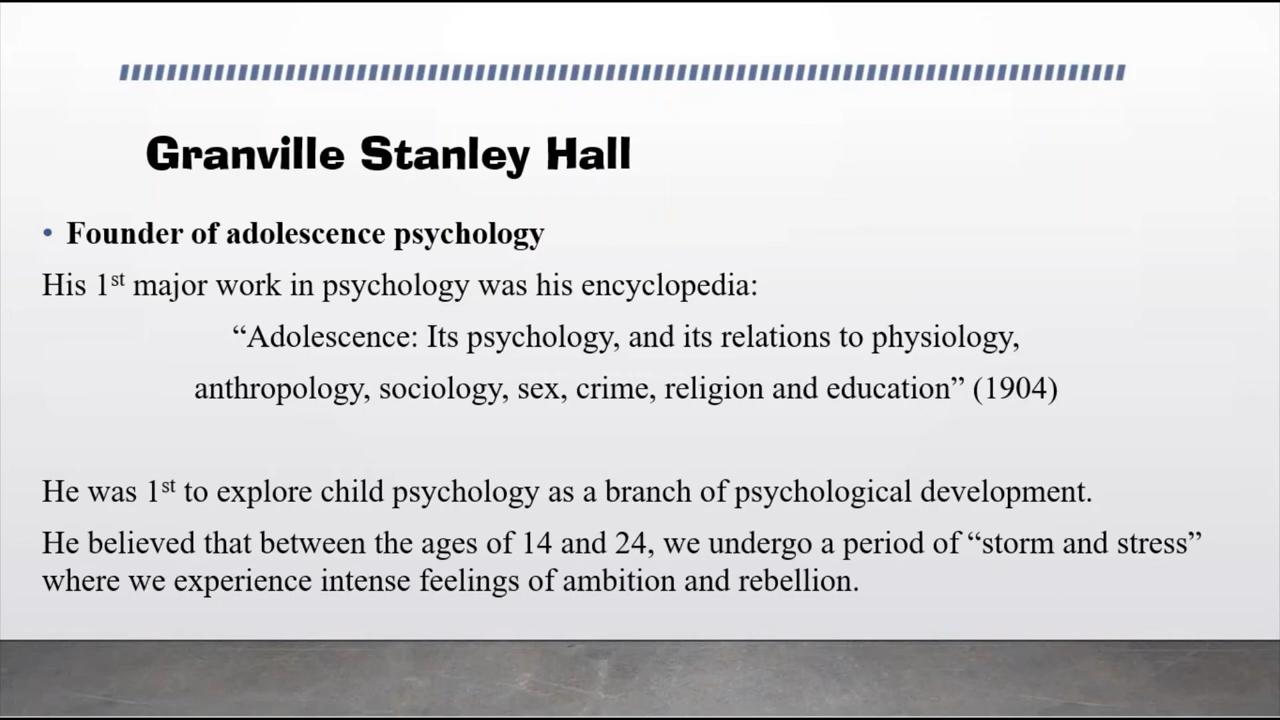 Granville Stanley Hall
• Founder of adolescence psychology
His 1st major work in psychology was his encyclopedia:
“Adolescence: Its psychology, and its relations to physiology,
anthropology, sociology, sex, crime, religion and education” (1904)
He was 1st to explore child psychology as a branch of psychological development.
He believed that between the ages of 14 and 24, we undergo a period of “storm and stress”
where we experience intense feelings of ambition and rebellion.